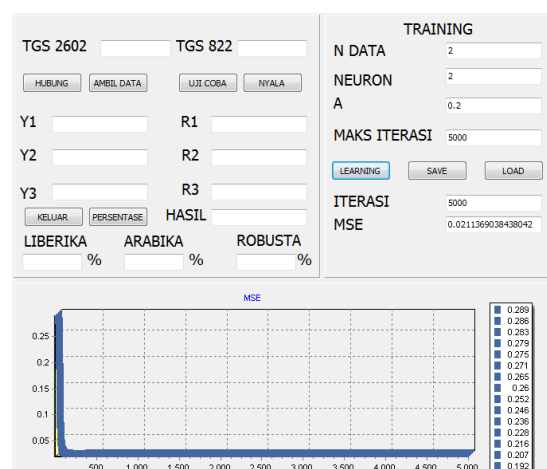 TGS 2602 TGS 822
HUBUNG AMBIL DATA UJI COBA NYALA
Y1 R1
Y2 R2
Y3 R3
KELUAR PERSENTASE HASIL
LIBERIKA ARABIKA ROBUSTA
% % %
TRAINING
N DATA 2
NEURON 2
A 0.2
MAKS ITERASI 5000
LEARNING SAVE LOAD
ITERASI 5000
MSE 0.0211369038438042
MSE
0.25
0.2
0.15
0.1
0.05
500 1.000 1.500 2.000 2.500 3.000 3.500 4.000 4.500 5.000
0.289
0.286
0.283
0.279
0.275
0.271
0.265
0.26
0.252
0.246
0.236
0.228
0.216
0.207
0.192